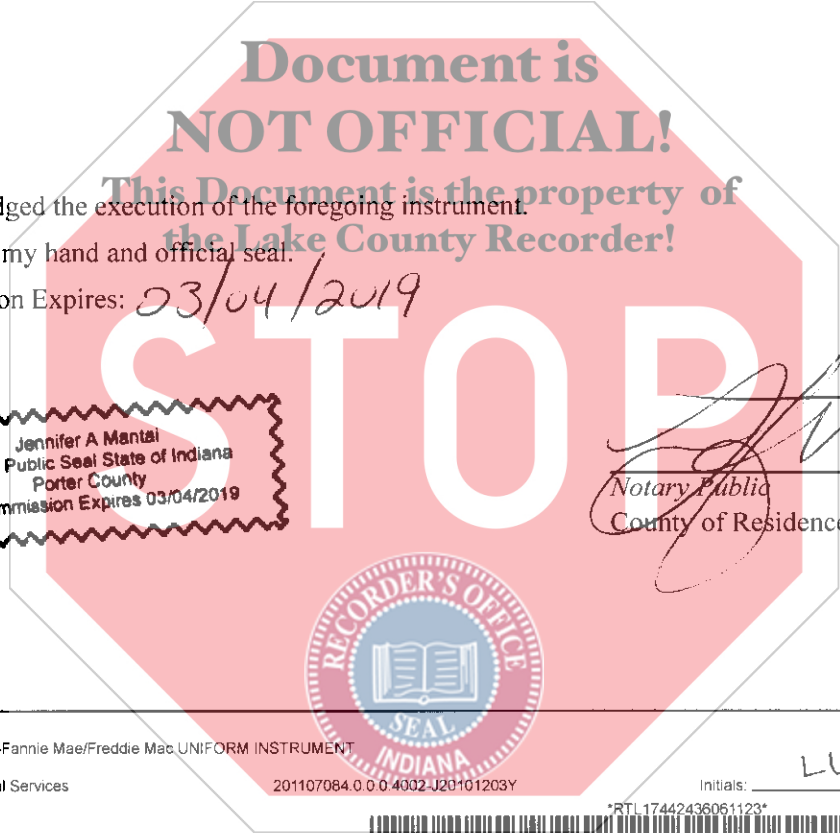 Document is
NOT OFFICIAL!
This Document is the property of
the Lake County Recorder!
dged the execution of the foregoing instrument.
my hand and official seal.
on Expires: 03/04/2019
STOP
Jennifer A Mantai
Public Seal State of Indiana
Porter County
mmission Expires 03/04/2019
Notary Public
County of Residence
RECORDER'S OFFICE
SEAL
INDIANA
-Fannie Mae/Freddie Mac UNIFORM INSTRUMENT
l Services
201107084.0.0.0.4002-J20101203Y
Initials:
*RTL17442436061123*